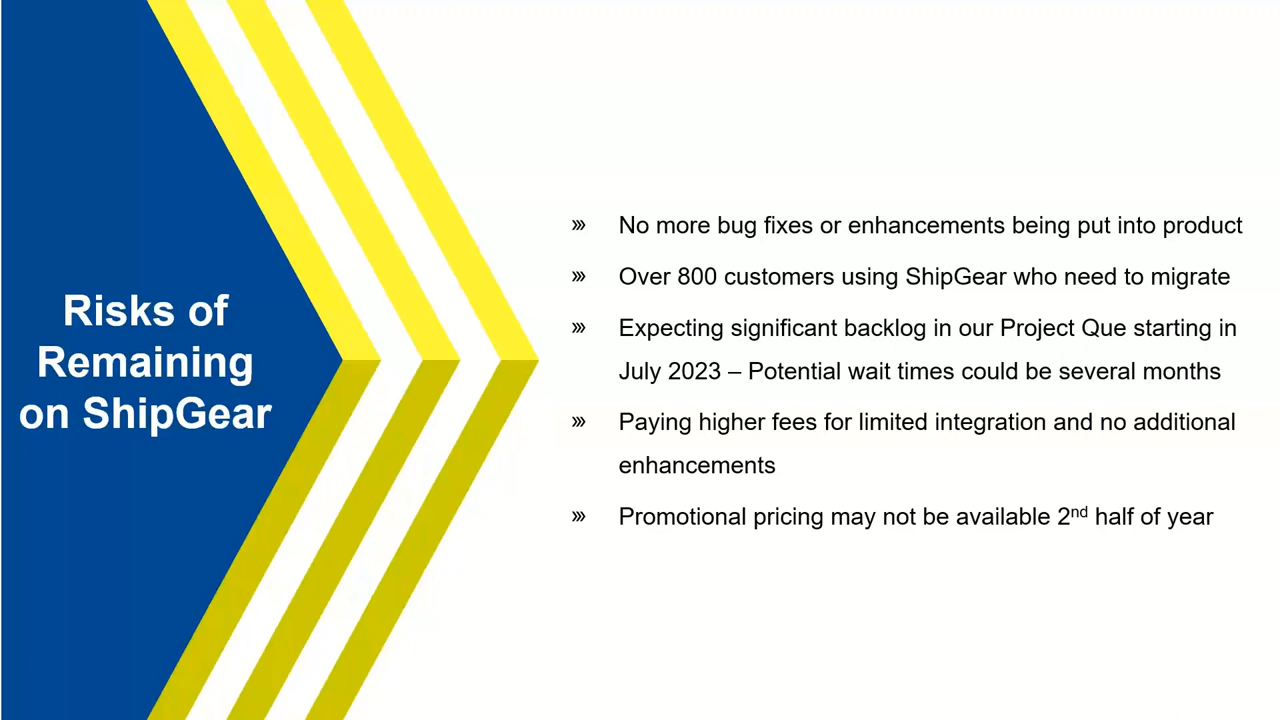 Risks of
Remaining
on ShipGear
»» No more bug fixes or enhancements being put into product
»» Over 800 customers using ShipGear who need to migrate
»» Expecting significant backlog in our Project Que starting in
July 2023 – Potential wait times could be several months
»» Paying higher fees for limited integration and no additional
enhancements
»» Promotional pricing may not be available 2nd half of year